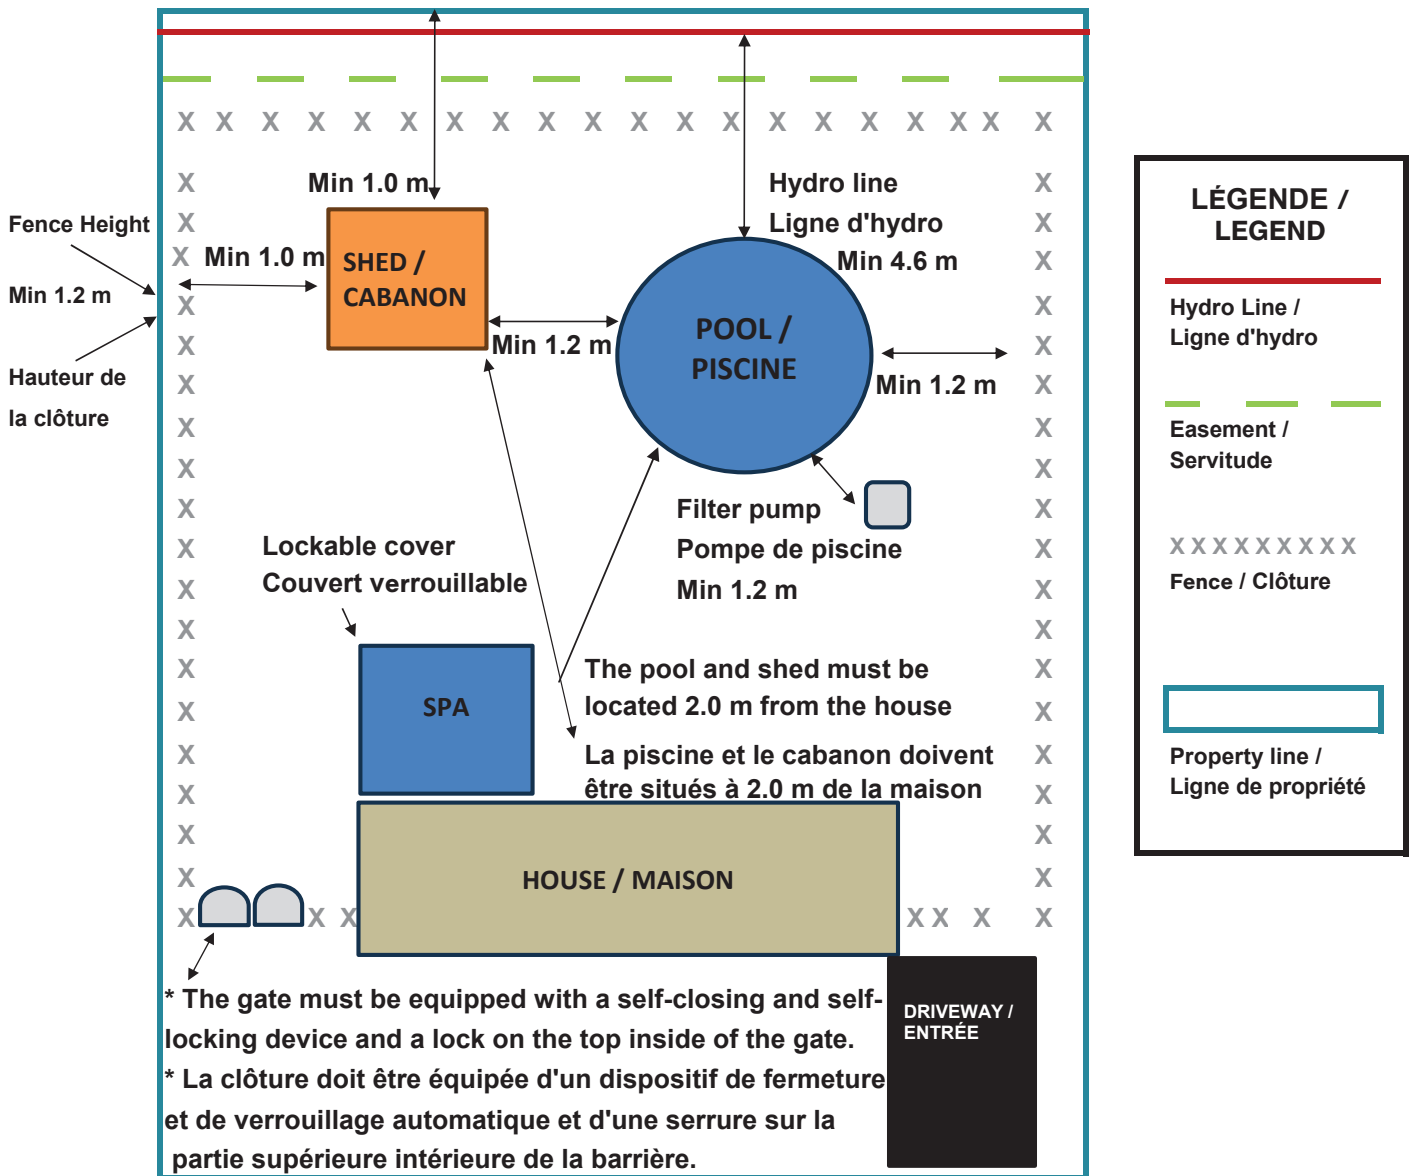 X X X X X X X X X X X X X X X X X X X X
Min 1.0 m
Hydro line
Ligne d'hydro
Min 4.6 m
Fence Height
Min 1.2 m
Hauteur de
la clôture
Min 1.0 m
SHED /
CABANON
Min 1.2 m
POOL /
PISCINE
Min 1.2 m
Filter pump
Pompe de piscine
Min 1.2 m
Lockable cover
Couvert verrouillable
SPA
The pool and shed must be
located 2.0 m from the house
La piscine et le cabanon doivent
être situés à 2.0 m de la maison
HOUSE / MAISON
X X X X X X X
* The gate must be equipped with a self-closing and self-
locking device and a lock on the top inside of the gate.
* La clôture doit être équipée d'un dispositif de fermeture
et de verrouillage automatique et d'une serrure sur la
partie supérieure intérieure de la barrière.
DRIVEWAY /
ENTRÉE
LÉGENDE /
LEGEND
Hydro Line /
Ligne d'hydro
Easement /
Servitude
X X X X X X X X X
Fence / Clôture
Property line /
Ligne de propriété